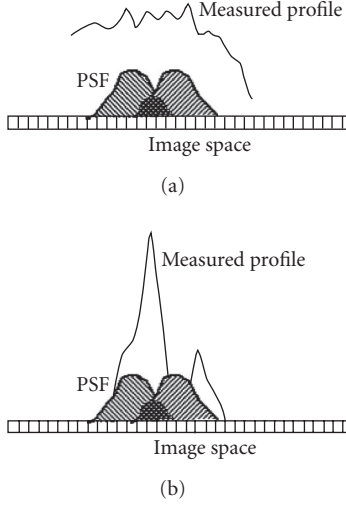 Measured profile
PSF
Image space
(a)
Measured profile
PSF
Image space
(b)